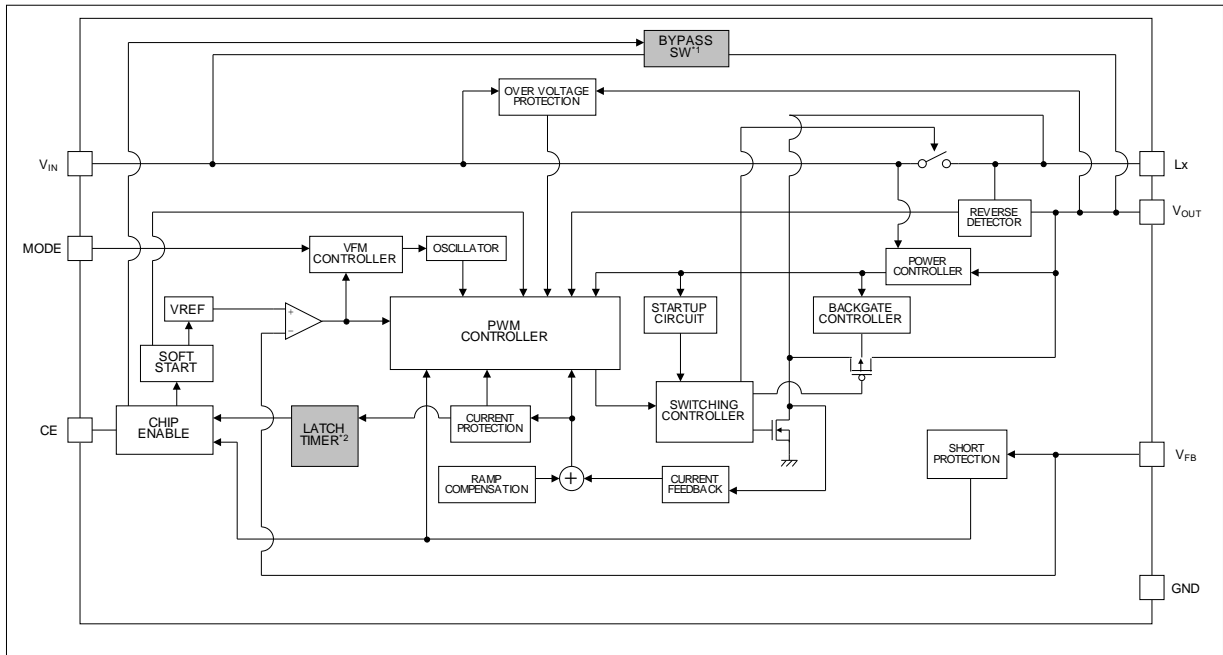 BYPASS
SW*1
OVER VOLTAGE
PROTECTION
VIN
Lx
REVERSE
DETECTOR
VOUT
MODE
VFM
CONTROLLER
OSCILLATOR
POWER
CONTROLLER
VREF
+
−
PWM
CONTROLLER
STARTUP
CIRCUIT
BACKGATE
CONTROLLER
SOFT
START
SWITCHING
CONTROLLER
CE
CHIP
ENABLE
LATCH
TIMER*2
CURRENT
PROTECTION
SHORT
PROTECTION
VFB
RAMP
COMPENSATION
+
CURRENT
FEEDBACK
GND